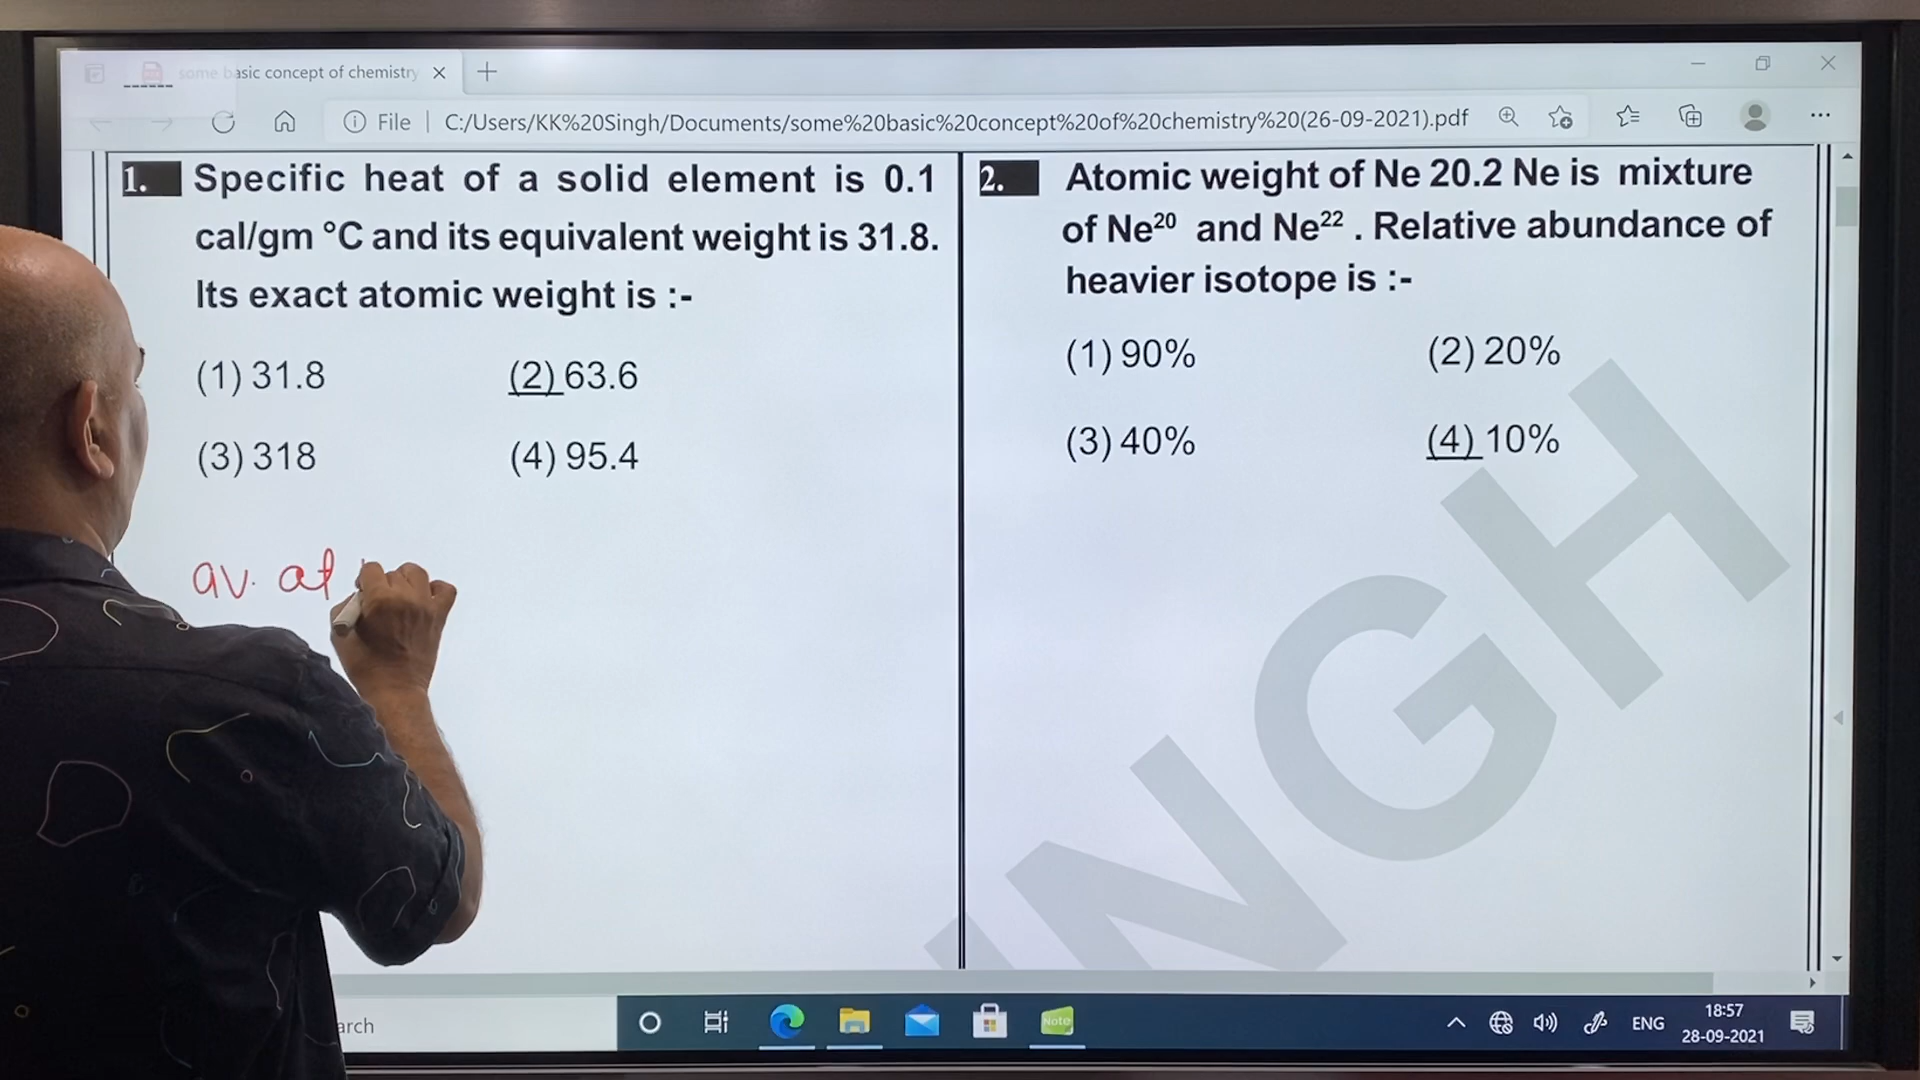 some basic concept of chemistry
File
C:/Users/KK%20Singh/Documents/some%20basic%20concept%20of%20chemistry%20(26-09-2021).pdf
1. Specific heat of a solid element is 0.1
cal/gm °C and its equivalent weight is 31.8.
Its exact atomic weight is :-
(1) 31.8 (2) 63.6
(3) 318 (4) 95.4
av. at
2. Atomic weight of Ne 20.2 Ne is mixture
of Ne²⁰ and Ne²² . Relative abundance of
heavier isotope is :-
(1) 90% (2) 20%
(3) 40% (4) 10%
INGH
arch
Note
ENG
18:57
28-09-2021